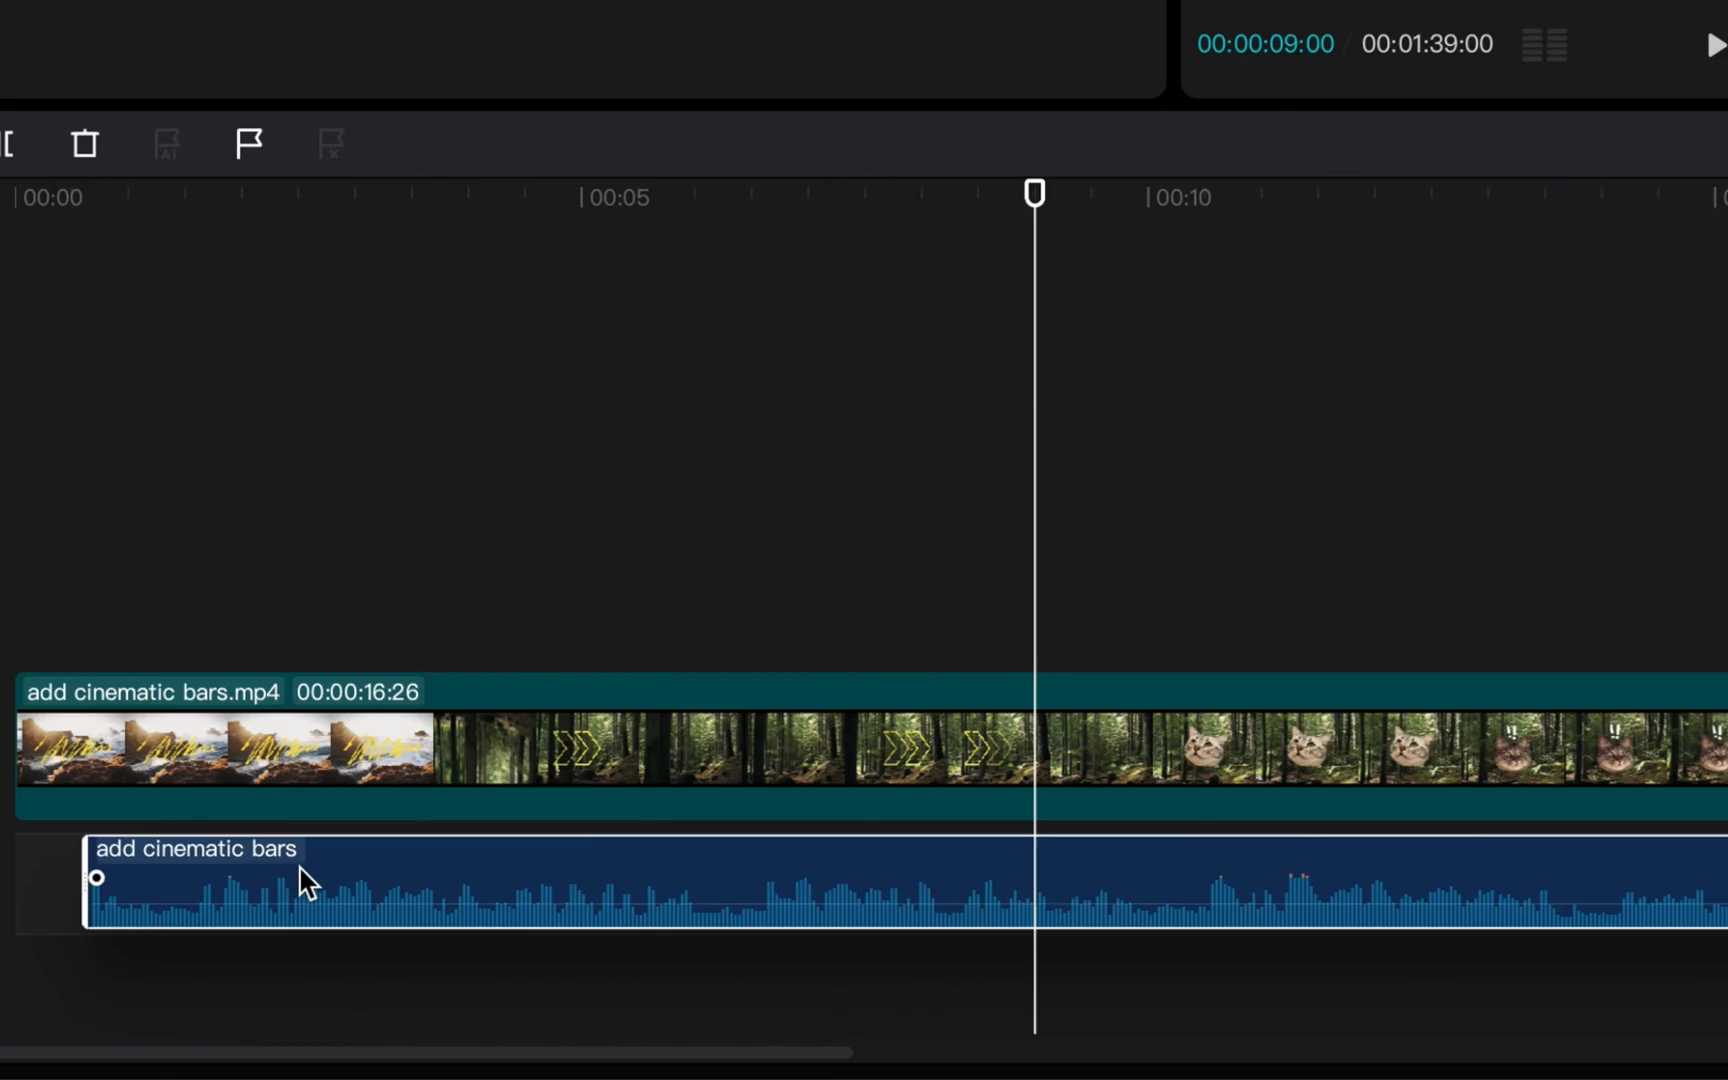 00:00:09:00 / 00:01:39:00
AI
00:00 00:05 00:10
add cinematic bars.mp4 00:00:16:26
!! !!
add cinematic bars